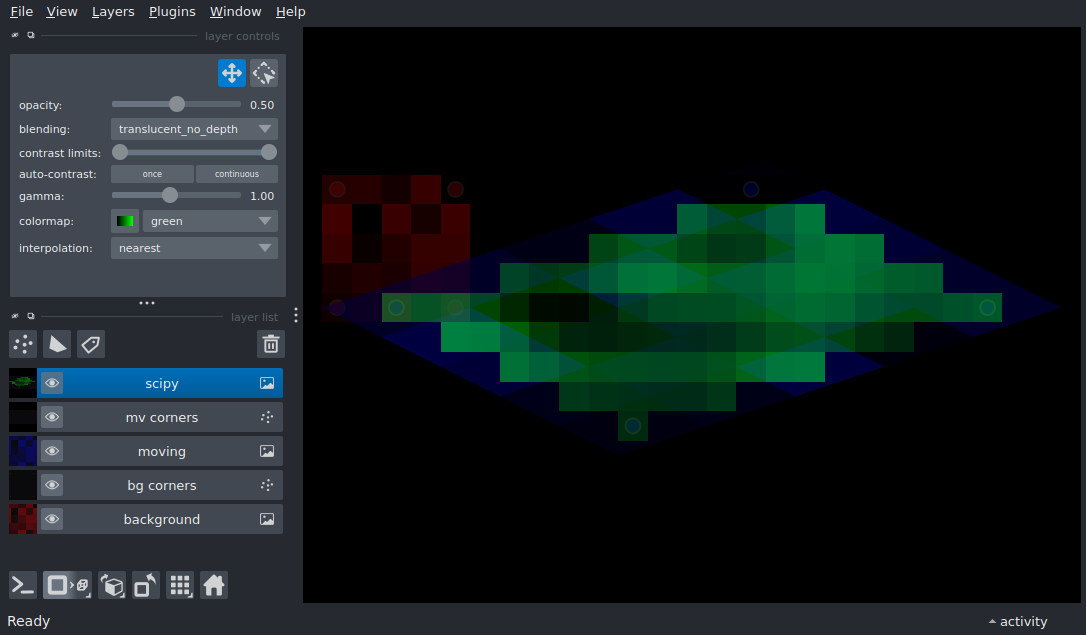 File View Layers Plugins Window Help
layer controls
opacity: 0.50
blending: translucent_no_depth
contrast limits:
auto-contrast: once continuous
gamma: 1.00
colormap: green
interpolation: nearest
layer list
scipy
mv corners
moving
bg corners
background
Ready
activity